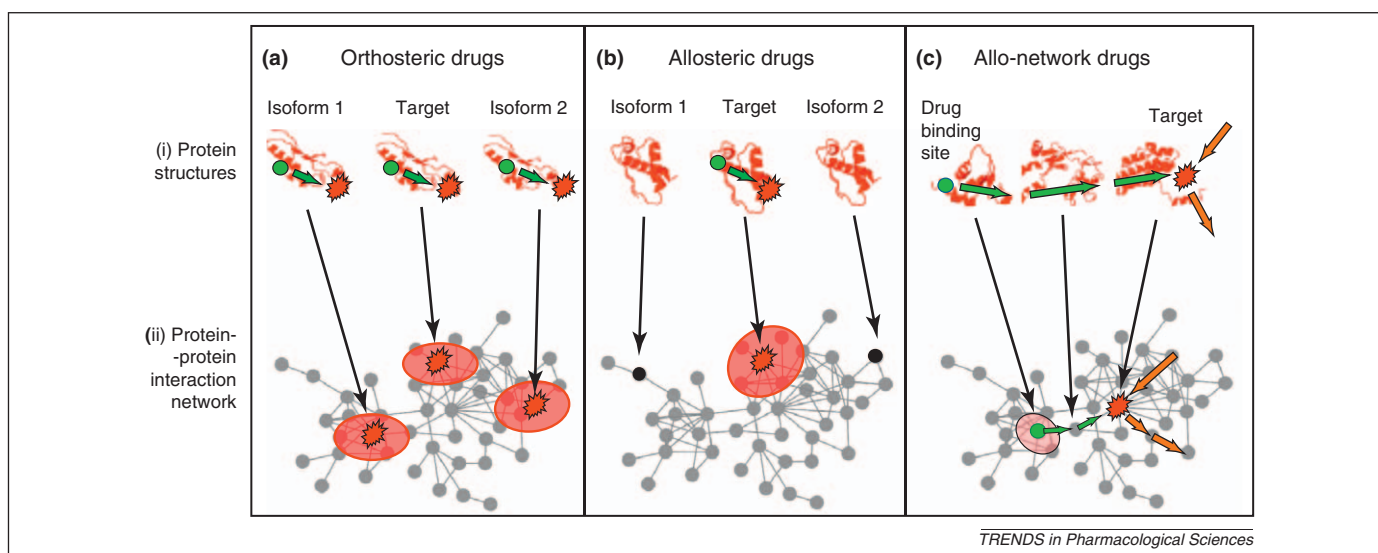 (a) Orthosteric drugs
Isoform 1 Target Isoform 2
(b) Allosteric drugs
Isoform 1 Target Isoform 2
(c) Allo-network drugs
Drug
binding
site
Target
(i) Protein
structures
(ii) Protein-
-protein
interaction
network
TRENDS in Pharmacological Sciences